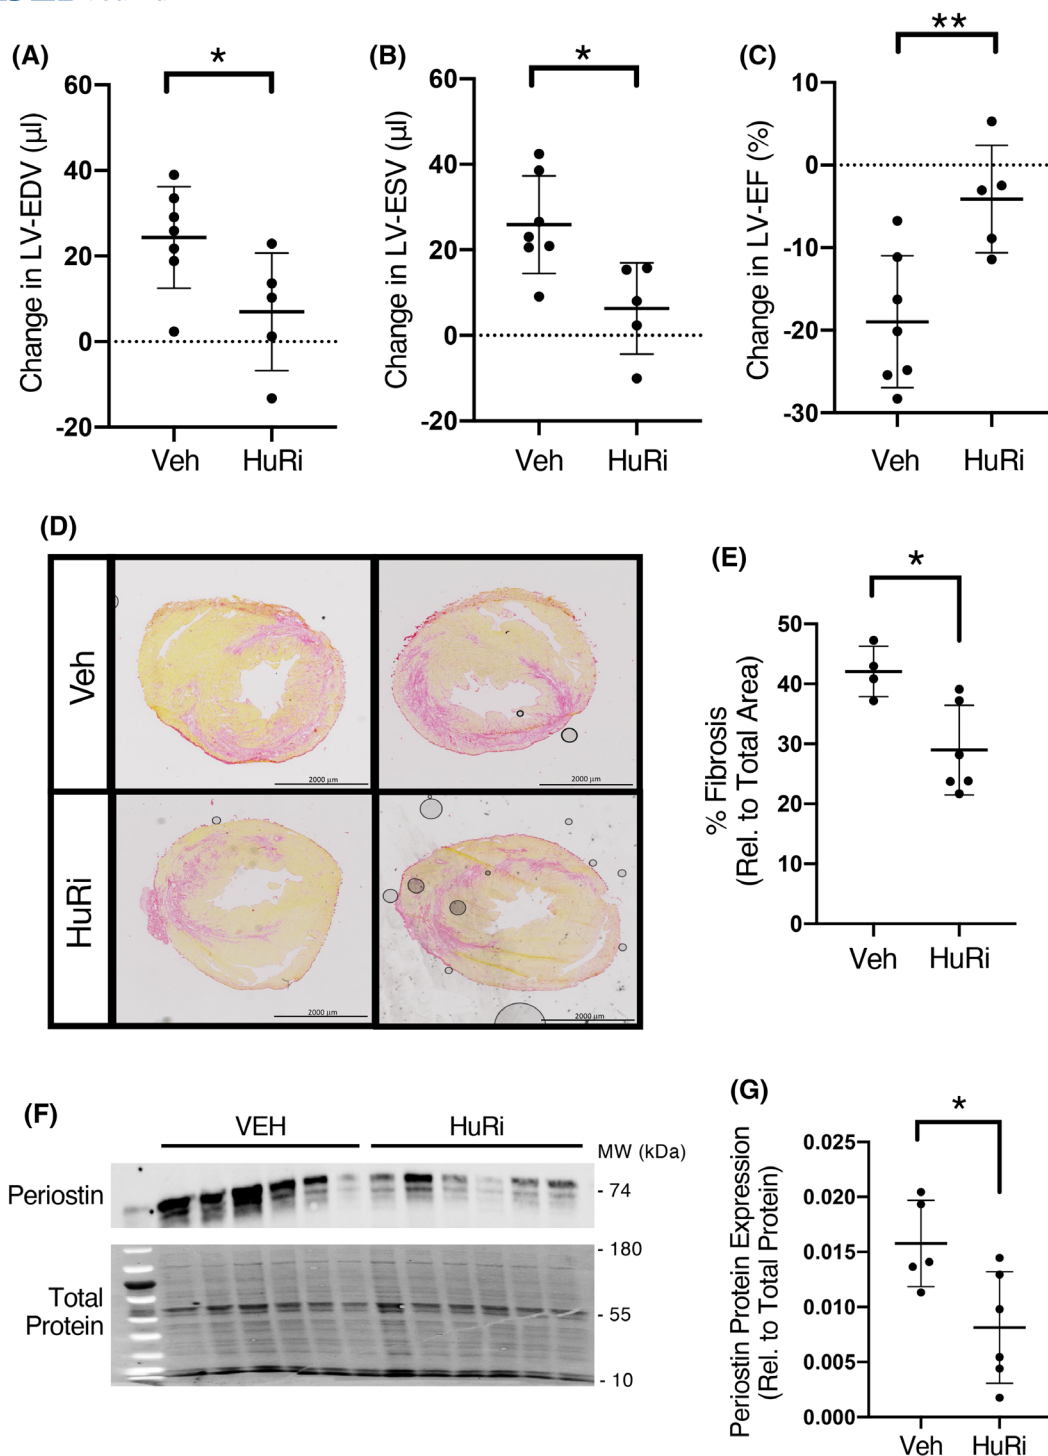 (A)
*
Change in LV-EDV (µl)
60
40
20
0
-20
Veh HuRi
(B)
*
Change in LV-ESV (µl)
60
40
20
0
-20
Veh HuRi
(C)
**
Change in LV-EF (%)
10
0
-10
-20
-30
Veh HuRi
(D)
Veh
2000 µm
2000 µm
HuRi
2000 µm
2000 µm
(E)
*
% Fibrosis
(Rel. to Total Area)
50
40
30
20
10
0
Veh HuRi
(F)
VEH HuRi
MW (kDa)
Periostin
- 74
- 180
Total
Protein
- 55
- 10
(G)
*
Periostin Protein Expression
(Rel. to Total Protein)
0.025
0.020
0.015
0.010
0.005
0.000
Veh HuRi